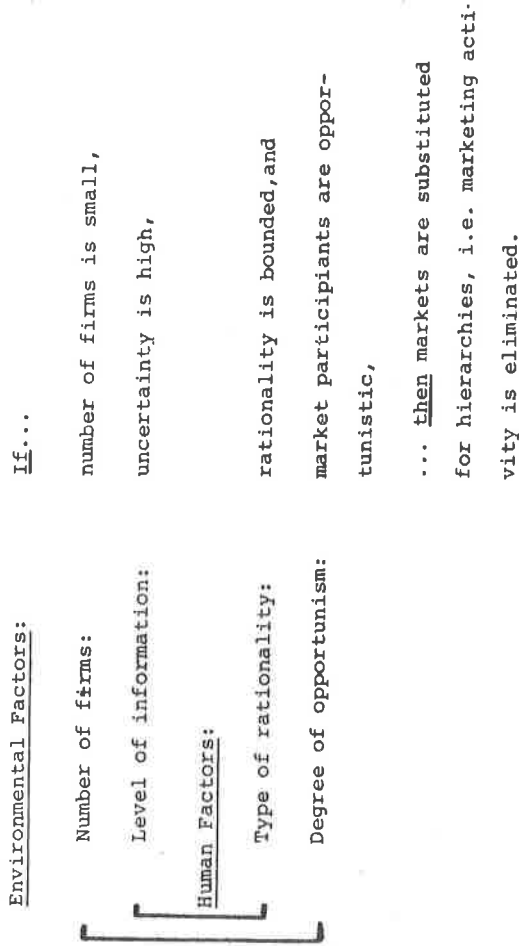 Environmental Factors: If...
Number of firms: number of firms is small,
Level of information: uncertainty is high,
Human Factors:
Type of rationality: rationality is bounded,and
Degree of opportunism: market participiants are oppor-
tunistic,
... then markets are substituted
for hierarchies, i.e. marketing acti-
vity is eliminated.